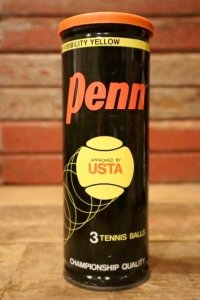 VISIBILITY YELLOW
Penn
APPROVED BY
USTA
3 TENNIS BALLS
CHAMPIONSHIP QUALITY